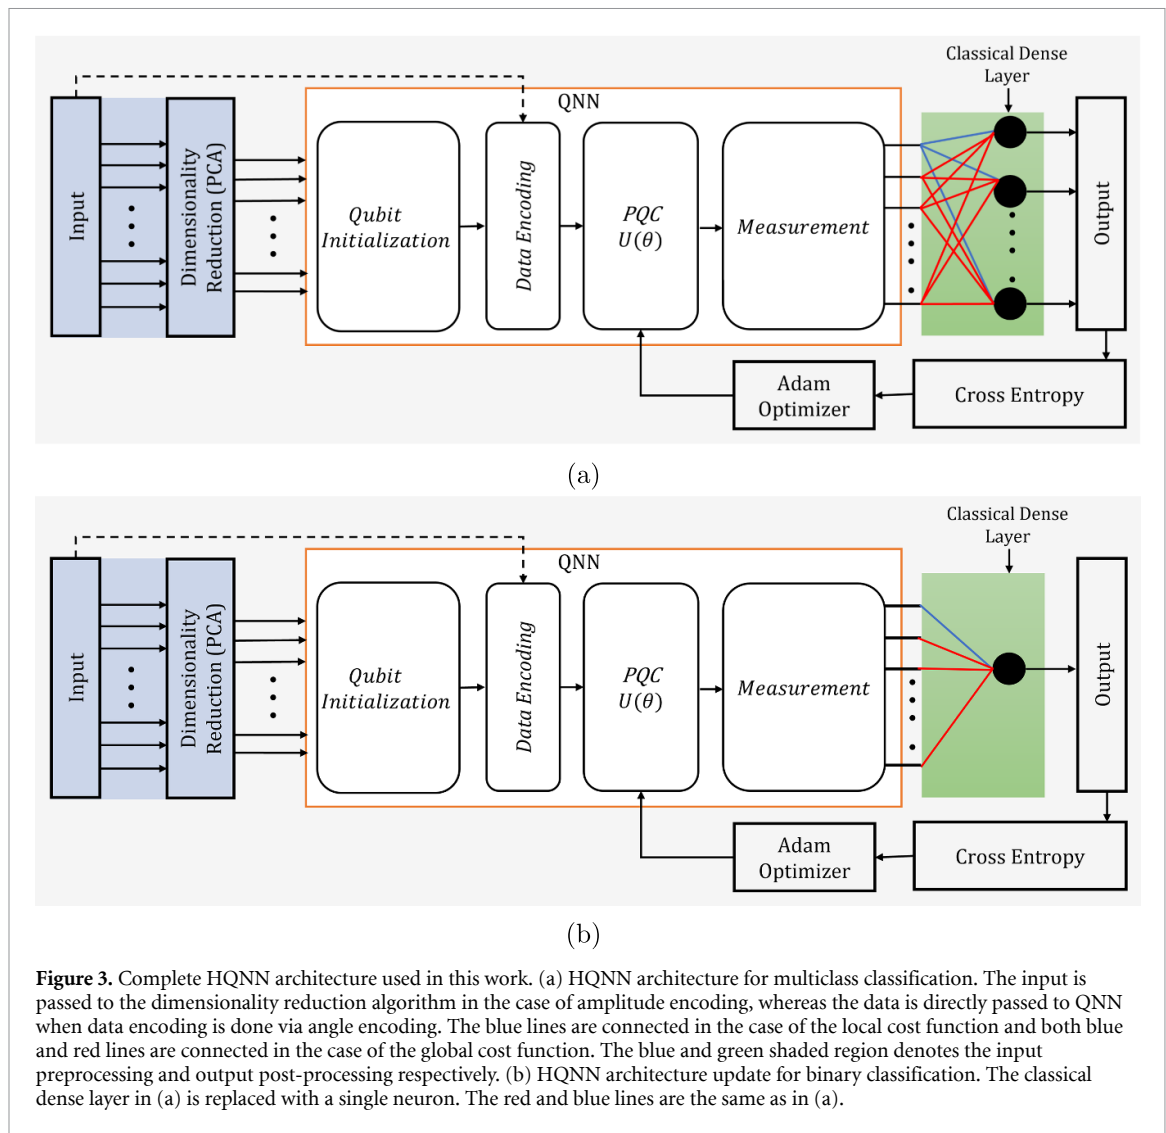 Classical Dense
Layer
QNN
Input
Dimensionality
Reduction (PCA)
Qubit
Initialization
Data Encoding
PQC
U(θ)
Measurement
Output
Adam
Optimizer
Cross Entropy
(a)
Classical Dense
Layer
QNN
Input
Dimensionality
Reduction (PCA)
Qubit
Initialization
Data Encoding
PQC
U(θ)
Measurement
Output
Adam
Optimizer
Cross Entropy
(b)
Figure 3. Complete HQNN architecture used in this work. (a) HQNN architecture for multiclass classification. The input is
passed to the dimensionality reduction algorithm in the case of amplitude encoding, whereas the data is directly passed to QNN
when data encoding is done via angle encoding. The blue lines are connected in the case of the local cost function and both blue
and red lines are connected in the case of the global cost function. The blue and green shaded region denotes the input
preprocessing and output post-processing respectively. (b) HQNN architecture update for binary classification. The classical
dense layer in (a) is replaced with a single neuron. The red and blue lines are the same as in (a).